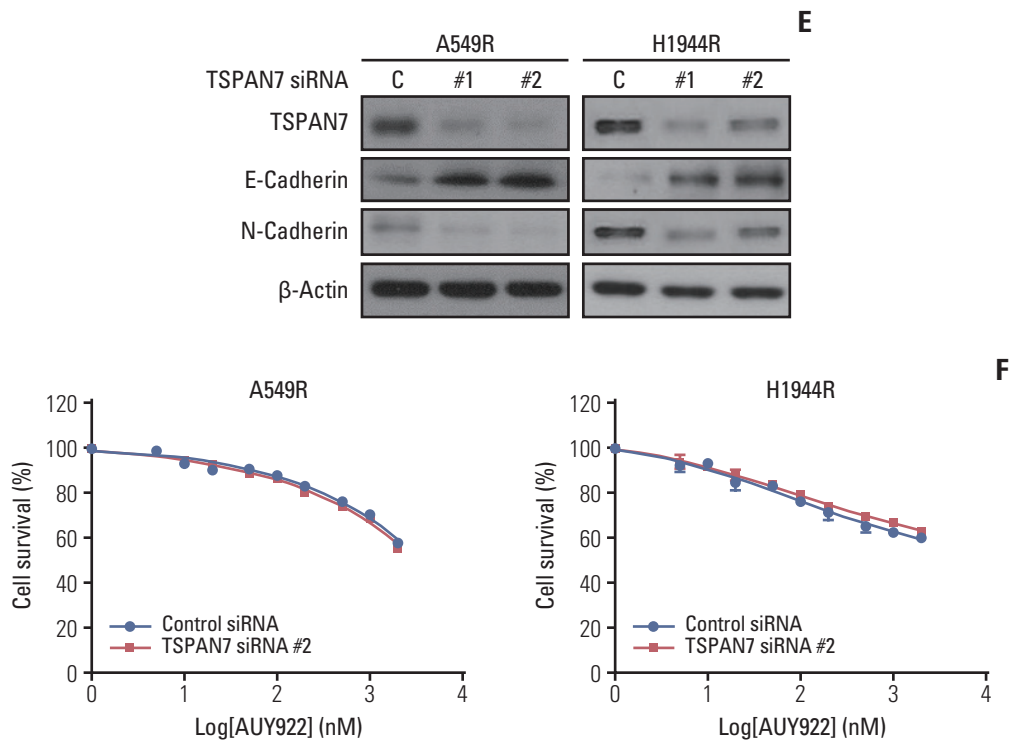 E
A549R
H1944R
TSPAN7 siRNA
C
#1
#2
C
#1
#2
TSPAN7
E-Cadherin
N-Cadherin
β-Actin
F
A549R
120
100
80
60
40
20
0
Cell survival (%)
Control siRNA
TSPAN7 siRNA #2
0
1
2
3
4
Log[AUY922] (nM)
H1944R
120
100
80
60
40
20
0
Cell survival (%)
Control siRNA
TSPAN7 siRNA #2
0
1
2
3
4
Log[AUY922] (nM)